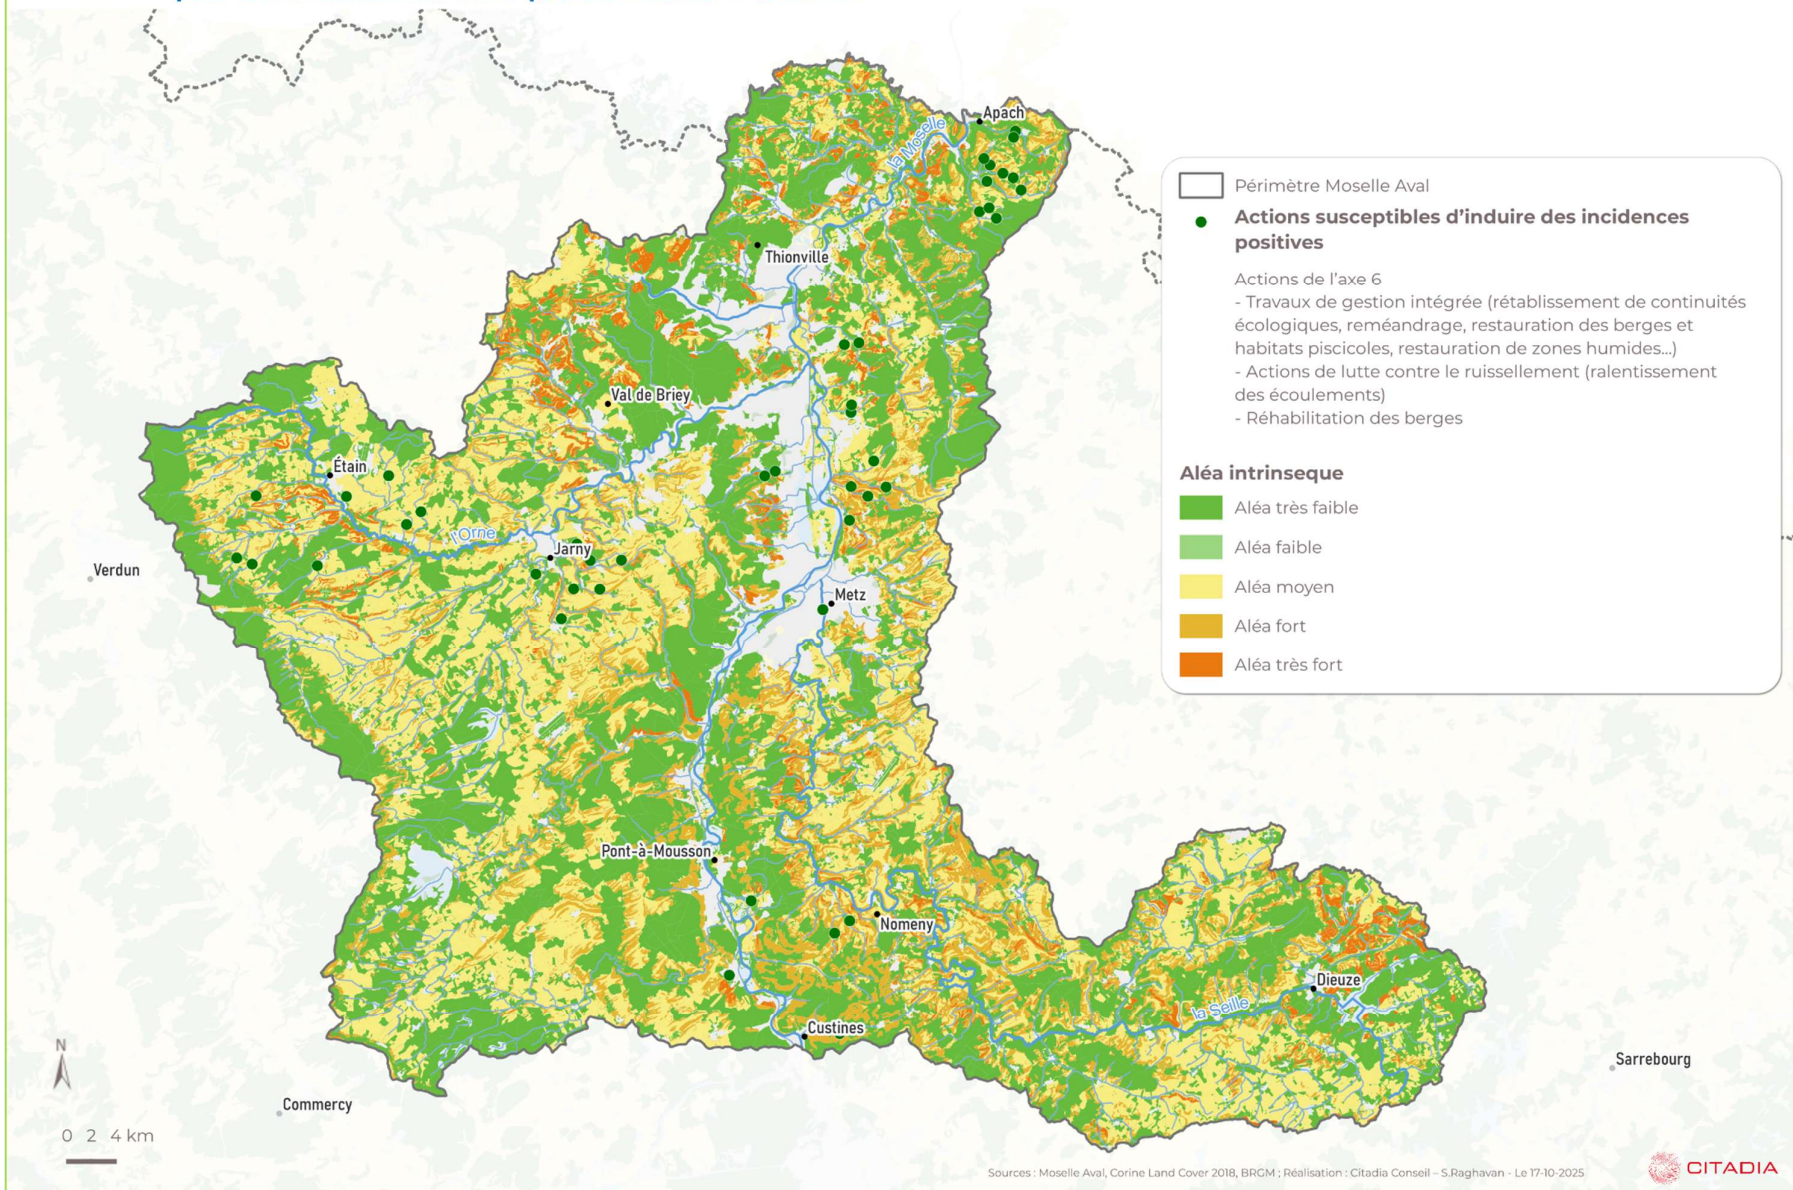 Apach
la Moselle
Thionville
Val de Briey
Étain
l'Orne
Jarny
Verdun
Metz
Pont-à-Mousson
Nomeny
Dieuze
la Seille
Custines
Sarrebourg
Commercy
N
0 2 4 km
Périmètre Moselle Aval
Actions susceptibles d'induire des incidences
positives
Actions de l'axe 6
- Travaux de gestion intégrée (rétablissement de continuités
écologiques, reméandrage, restauration des berges et
habitats piscicoles, restauration de zones humides...)
- Actions de lutte contre le ruissellement (ralentissement
des écoulements)
- Réhabilitation des berges
Aléa intrinseque
Aléa très faible
Aléa faible
Aléa moyen
Aléa fort
Aléa très fort
Sources : Moselle Aval, Corine Land Cover 2018, BRGM ; Réalisation : Citadia Conseil – S.Raghavan - Le 17-10-2025
CITADIA